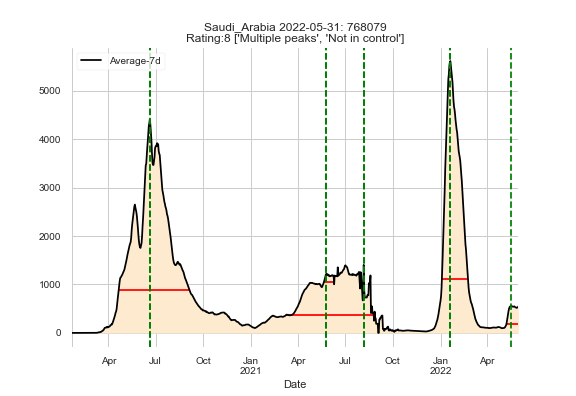 Saudi_Arabia 2022-05-31: 768079
Rating:8 ['Multiple peaks', 'Not in control']
Average-7d
5000
4000
3000
2000
1000
0
Apr
Jul
Oct
Jan
2021
Apr
Jul
Oct
Jan
2022
Apr
Date